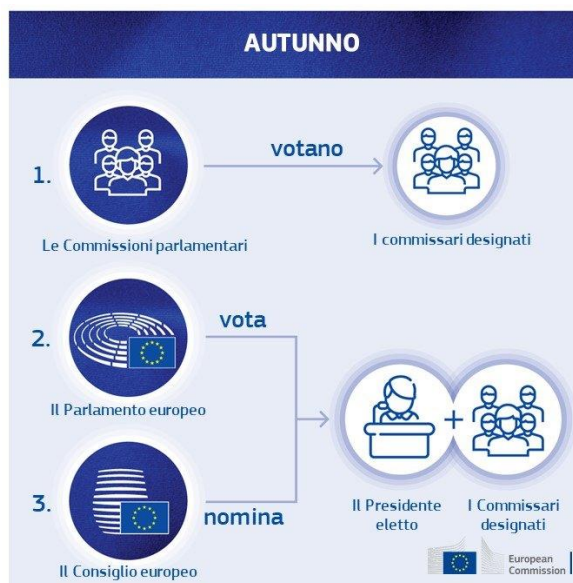 AUTUNNO
1.
votano
Le Commissioni parlamentari
I commissari designati
2.
vota
Il Parlamento europeo
3.
nomina
Il Consiglio europeo
Il Presidente
eletto
+
I Commissari
designati
European
Commission